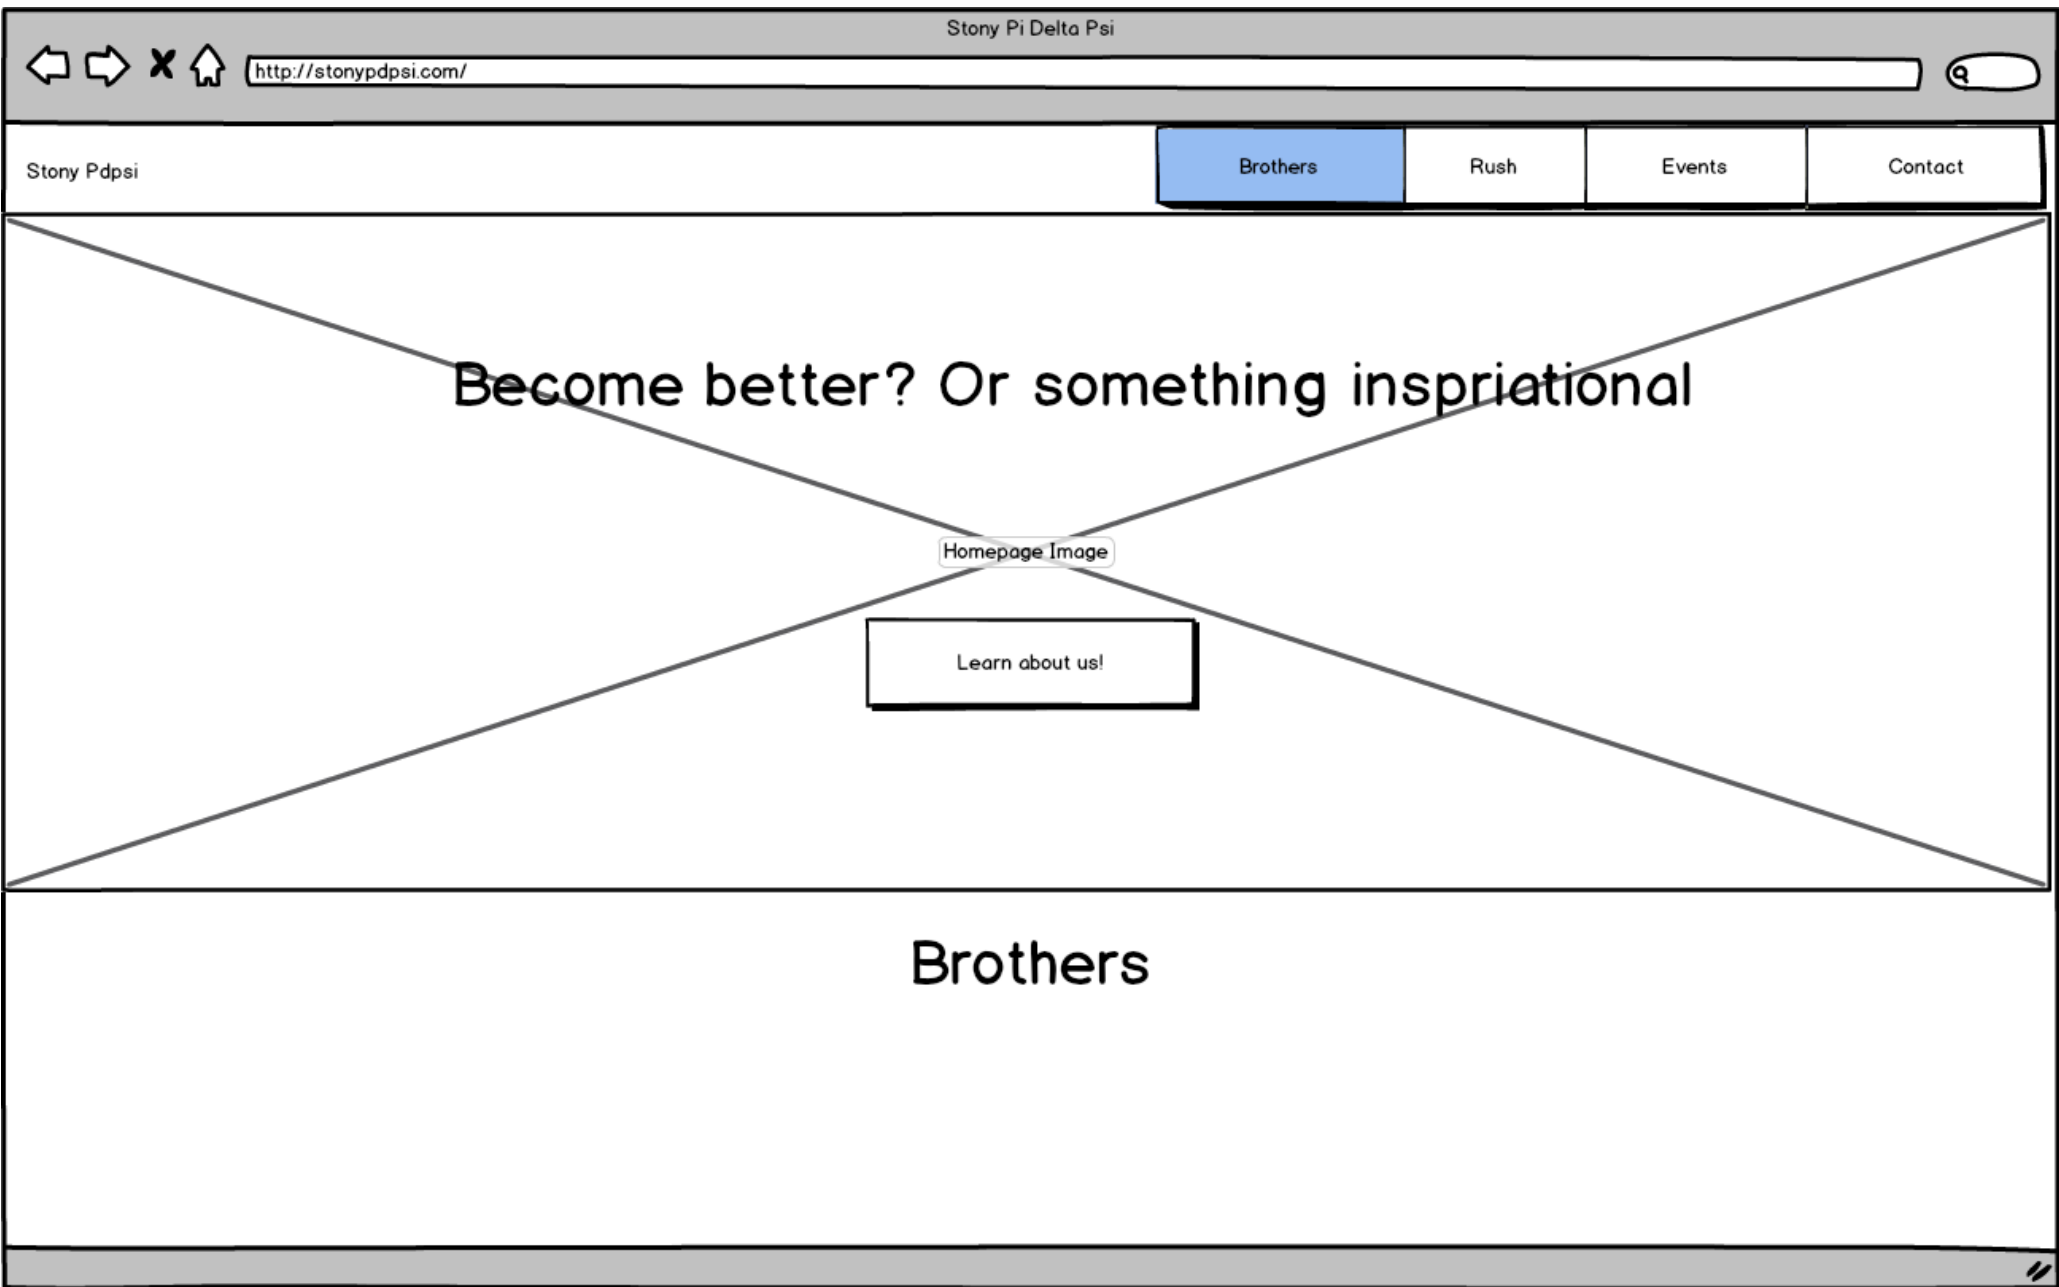 Stony Pi Delta Psi
http://stonypdpsi.com/
Stony Pdpsi
Brothers
Rush
Events
Contact
Become better? Or something inspriational
Homepage Image
Learn about us!
Brothers